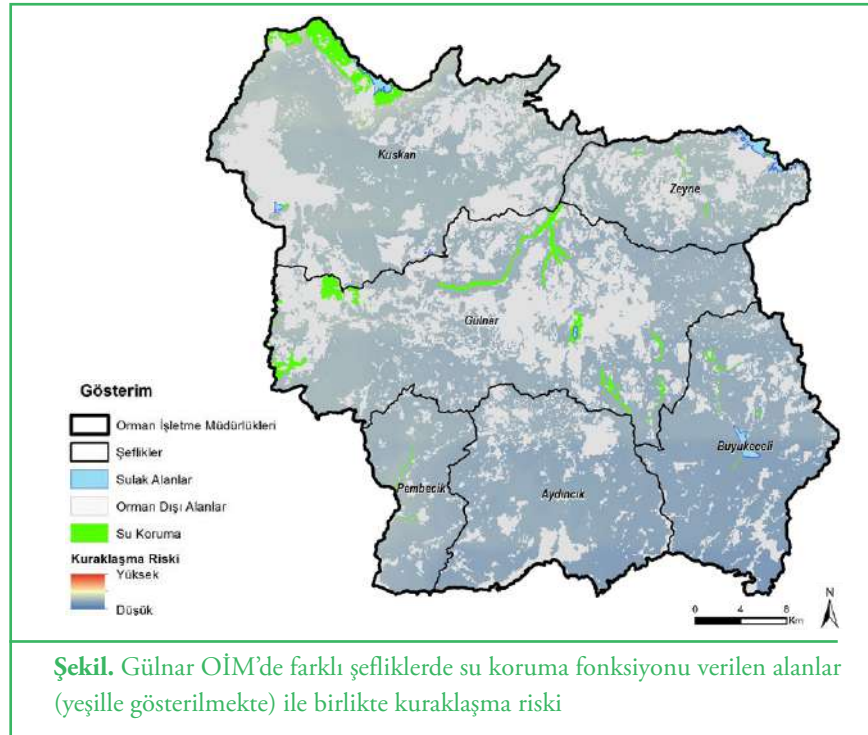 Kuskan
Zeyne
Gülnar
Büyükeceli
Pembecik
Aydıncık
Gösterim
Orman İşletme Müdürlükleri
Şeflikler
Sulak Alanlar
Orman Dışı Alanlar
Su Koruma
Kuraklaşma Riski
Yüksek
Düşük
N
0 4 8
Km
Şekil. Gülnar OİM’de farklı şefliklerde su koruma fonksiyonu verilen alanlar
(yeşille gösterilmekte) ile birlikte kuraklaşma riski